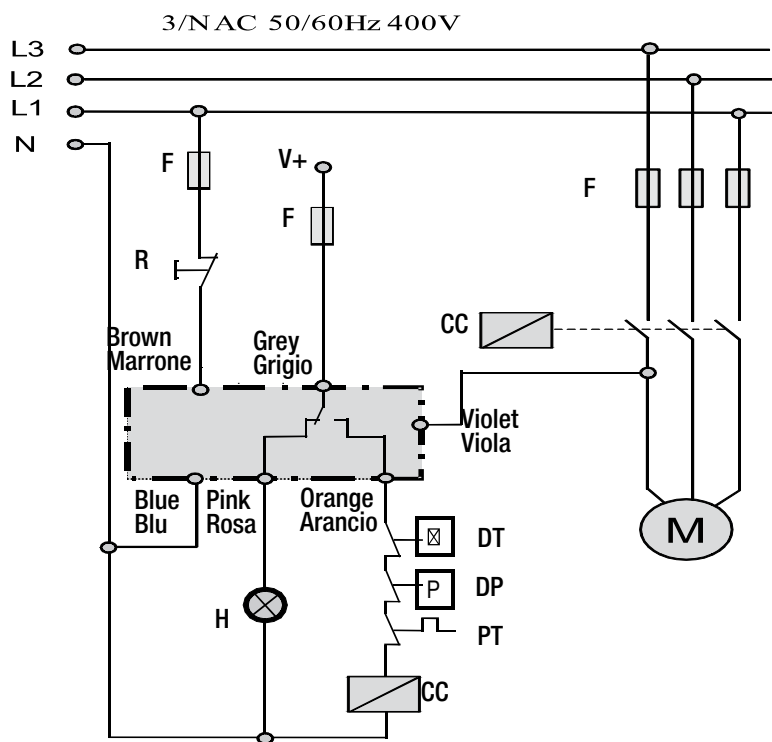 3/N AC 50/60Hz 400V
L3
L2
L1
N
F
V+
F
F
R
CC
Brown
Marrone
Grey
Grigio
Violet
Viola
Blue
Blu
Pink
Rosa
Orange
Arancio
M
DT
P
DP
H
PT
CC